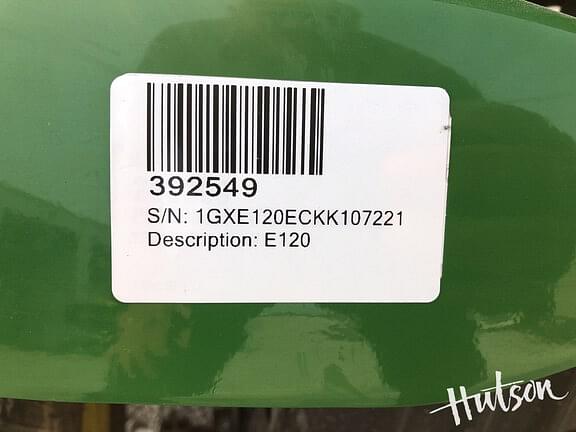 392549
S/N: 1GXE120ECKK107221
Description: E120
Hutson